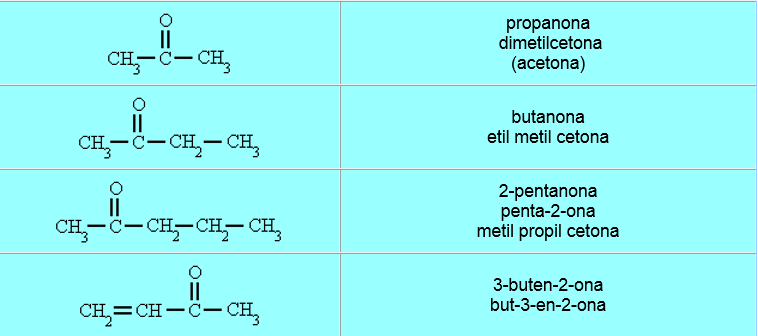 O
CH3—C—CH3
propanona
dimetilcetona
(acetona)
O
CH3—C—CH2—CH3
butanona
etil metil cetona
O
CH3—C—CH2—CH2—CH3
2-pentanona
penta-2-ona
metil propil cetona
O
CH2=CH—C—CH3
3-buten-2-ona
but-3-en-2-ona